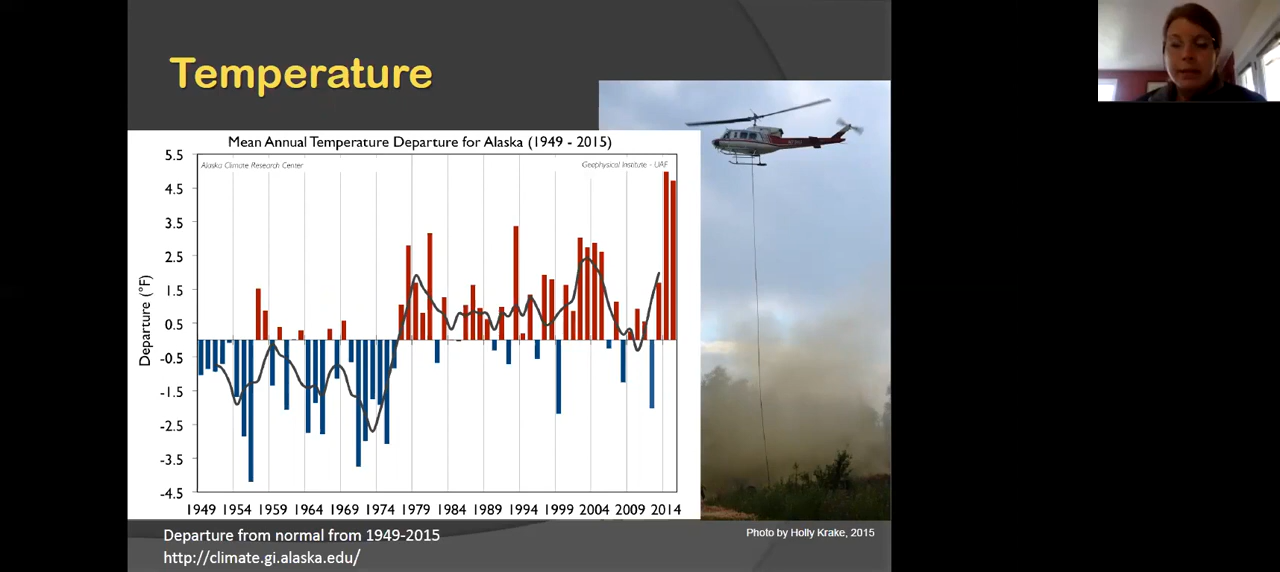 Temperature
Mean Annual Temperature Departure for Alaska (1949 - 2015)
Alaska Climate Research Center
Geophysical Institute - UAF
Departure (°F)
5.5
4.5
3.5
2.5
1.5
0.5
-0.5
-1.5
-2.5
-3.5
-4.5
1949 1954 1959 1964 1969 1974 1979 1984 1989 1994 1999 2004 2009 2014
Departure from normal from 1949-2015
http://climate.gi.alaska.edu/
Photo by Holly Krake, 2015